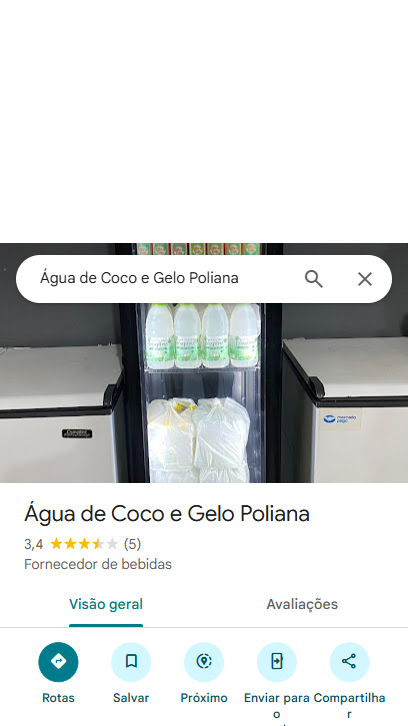 Água de Coco e Gelo Poliana
mercado
pago
Água de Coco e Gelo Poliana
3,4 (5)
Fornecedor de bebidas
Visão geral
Avaliações
Rotas
Salvar
Próximo
Enviar para
o
Compartilha
r